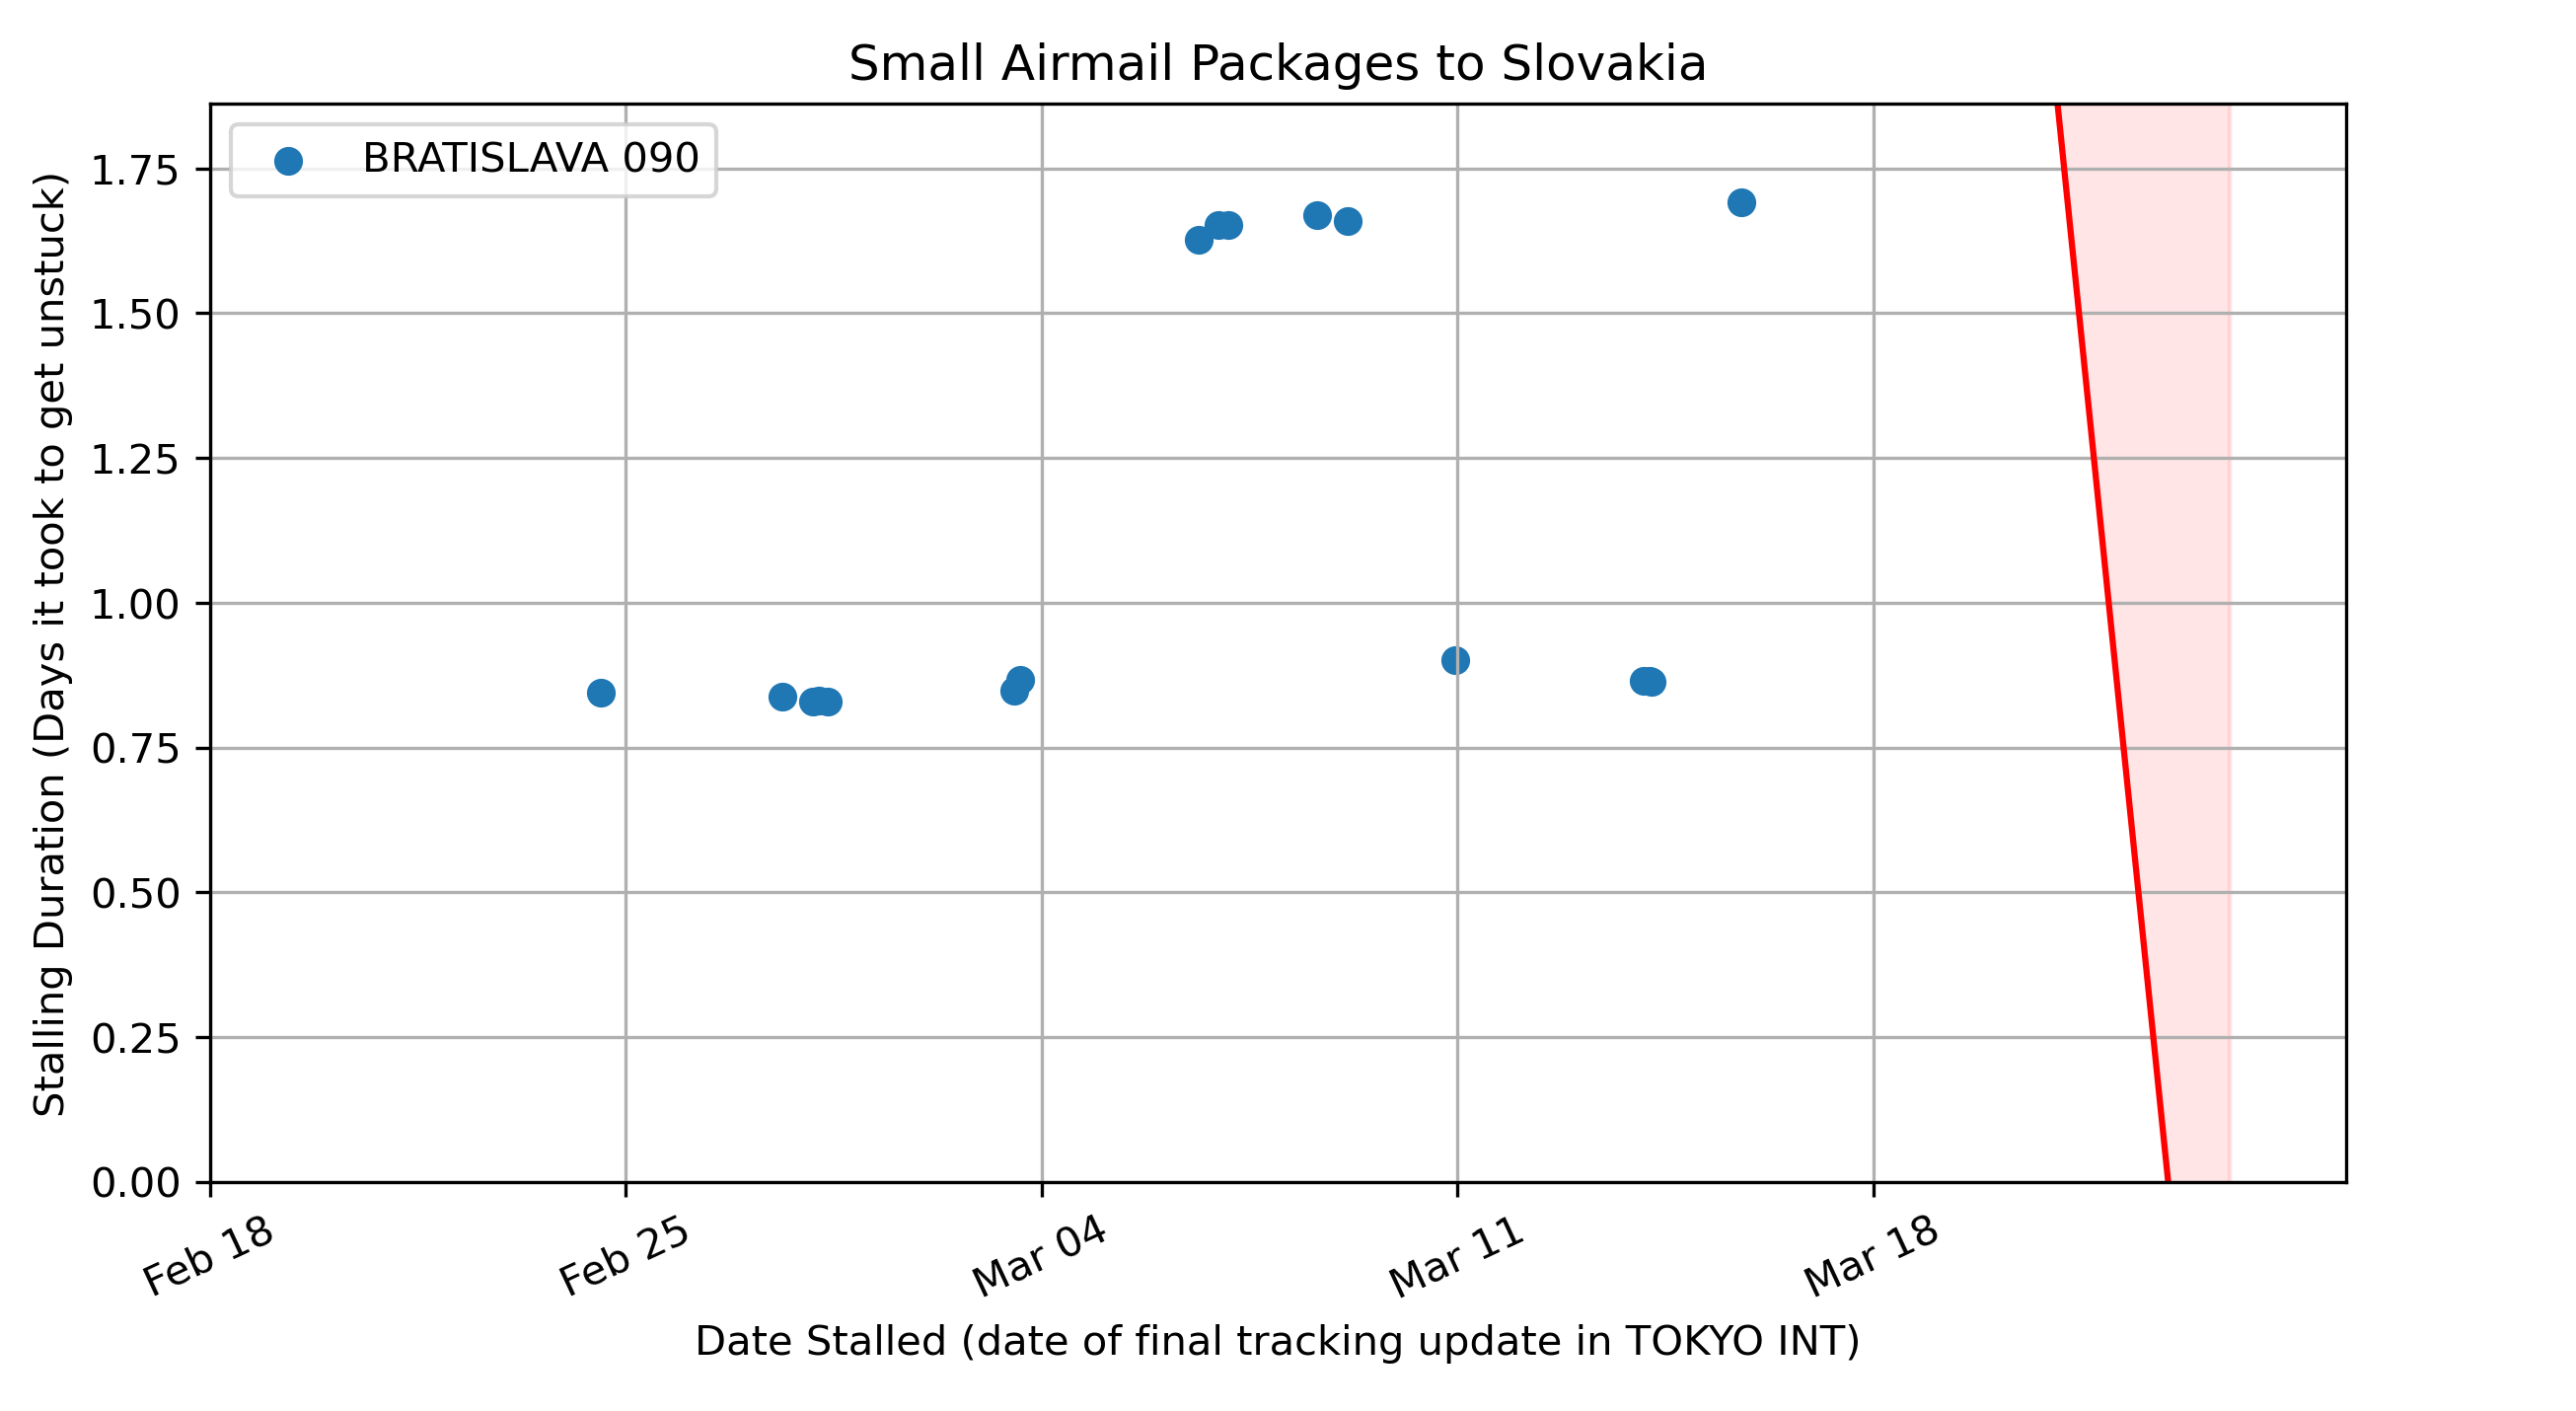 Small Airmail Packages to Slovakia
BRATISLAVA 090
Stalling Duration (Days it took to get unstuck)
1.75
1.50
1.25
1.00
0.75
0.50
0.25
0.00
Feb 18
Feb 25
Mar 04
Mar 11
Mar 18
Date Stalled (date of final tracking update in TOKYO INT)